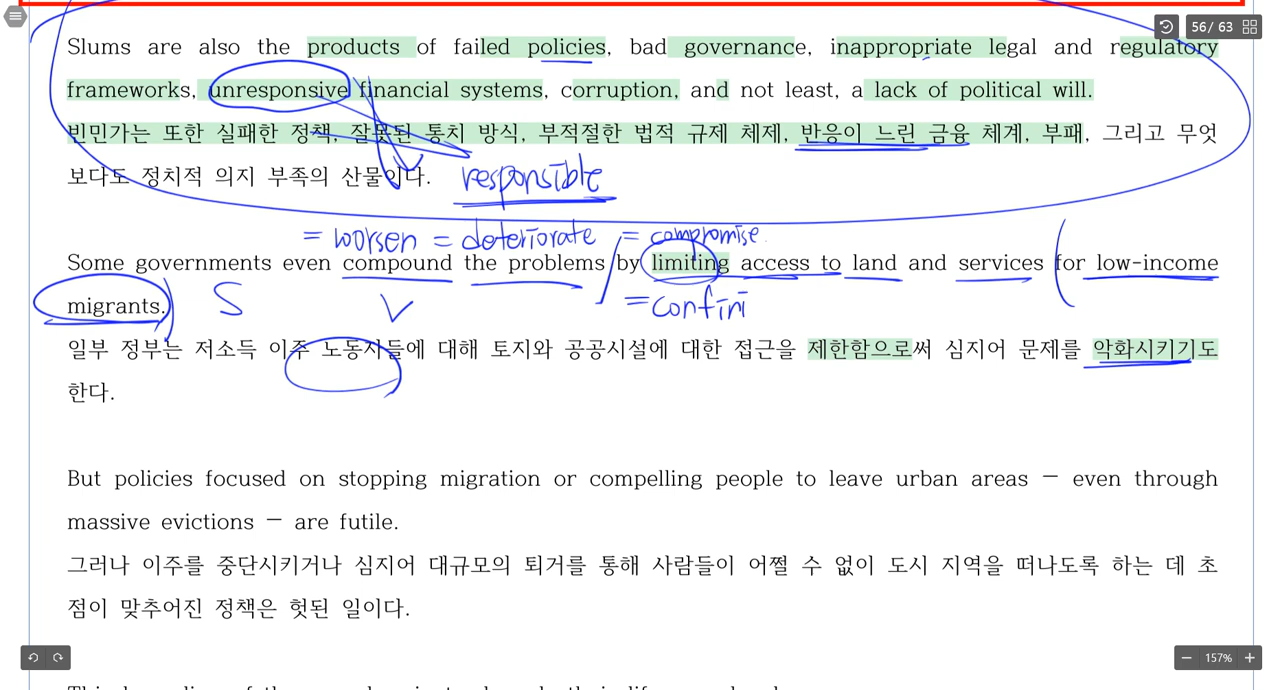 56/ 63
Slums are also the products of failed policies, bad governance, inappropriate legal and regulatory
frameworks, unresponsive financial systems, corruption, and not least, a lack of political will.
빈민가는 또한 실패한 정책, 잘못된 통치 방식, 부적절한 법적 규제 체제, 반응이 느린 금융 체계, 부패, 그리고 무엇
보다도 정치적 의지 부족의 산물이다.
responsible
= worsen = deteriorate = compromise
Some governments even compound the problems by limiting access to land and services for low-income
migrants.
S
V
= confini
일부 정부는 저소득 이주 노동자들에 대해 토지와 공공시설에 대한 접근을 제한함으로써 심지어 문제를 악화시키기도
한다.
But policies focused on stopping migration or compelling people to leave urban areas － even through
massive evictions － are futile.
그러나 이주를 중단시키거나 심지어 대규모의 퇴거를 통해 사람들이 어쩔 수 없이 도시 지역을 떠나도록 하는 데 초
점이 맞추어진 정책은 헛된 일이다.
157%